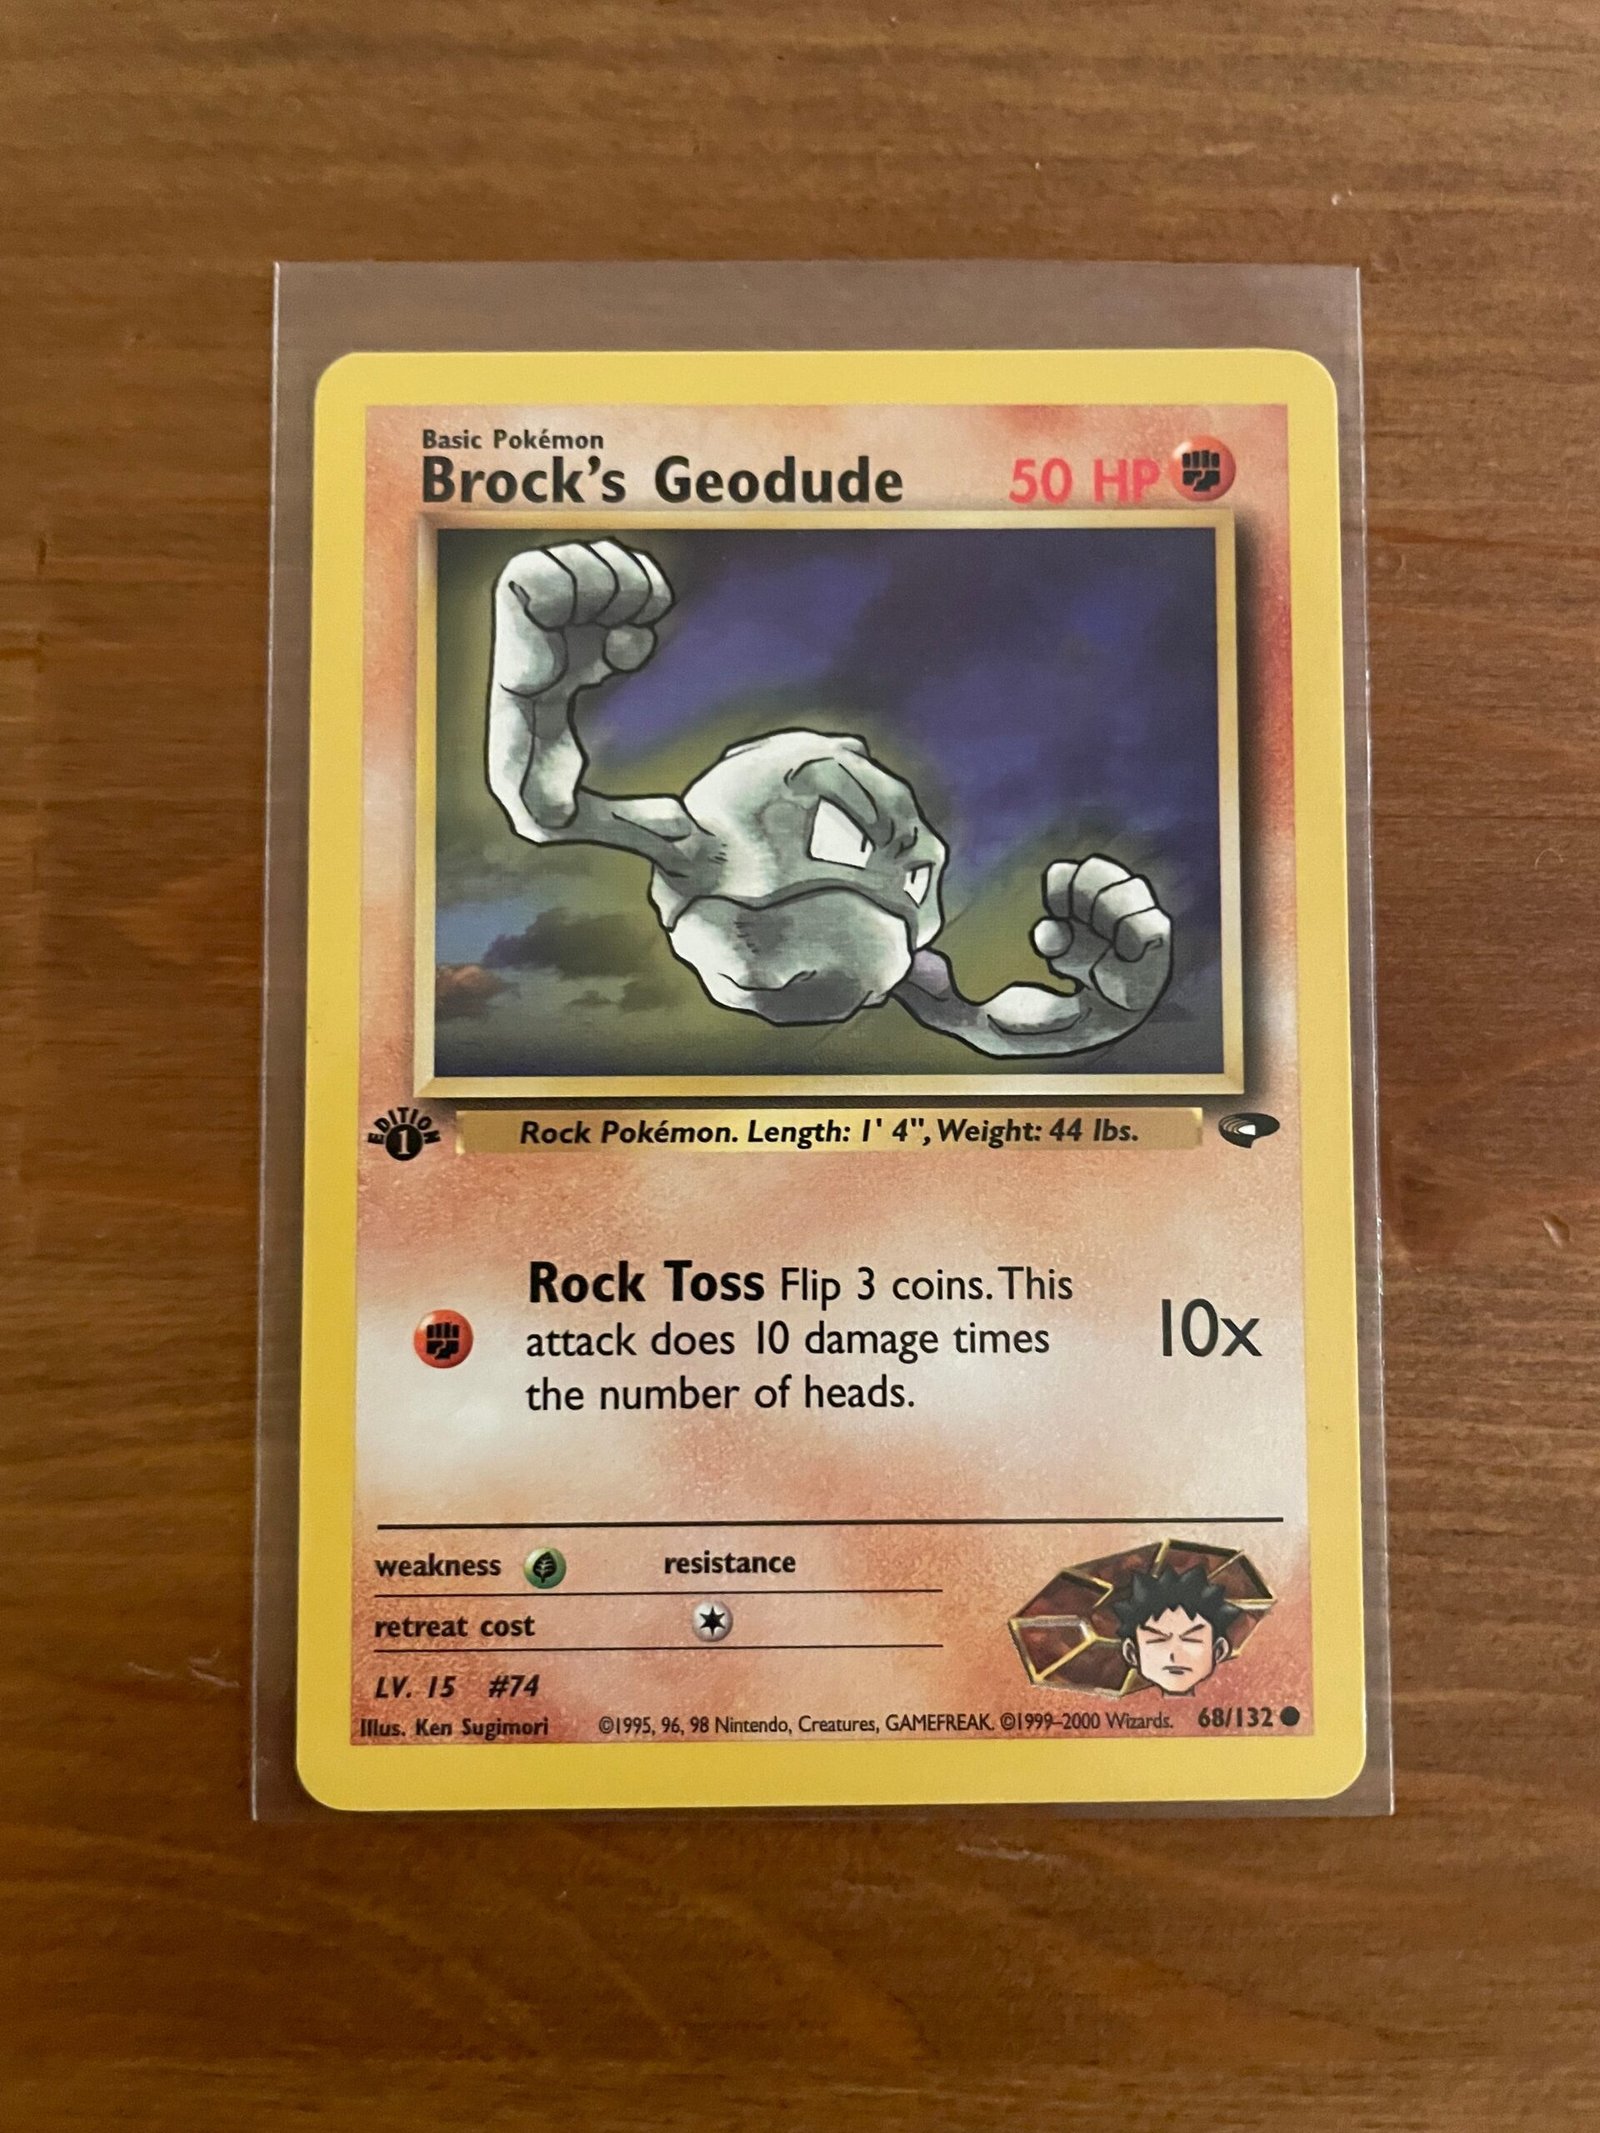 Basic Pokémon
Brock's Geodude 50 HP
EDITION 1
Rock Pokémon. Length: 1' 4", Weight: 44 lbs.
Rock Toss Flip 3 coins. This
attack does 10 damage times
the number of heads.
10x
weakness resistance
retreat cost
LV. 15 #74
Illus. Ken Sugimori ©1995, 96, 98 Nintendo, Creatures, GAMEFREAK. ©1999–2000 Wizards. 68/132